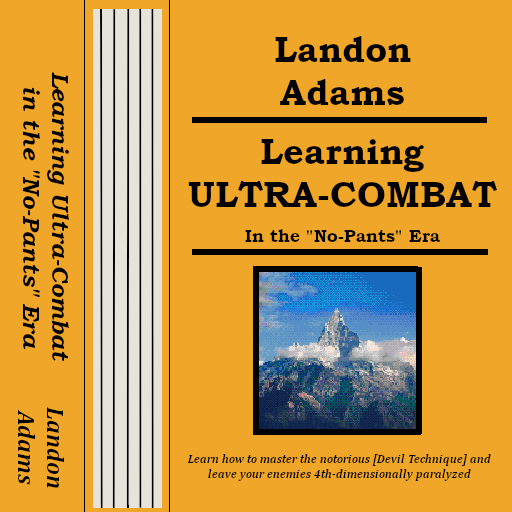 Learning Ultra-Combat
in the "No-Pants" Era
Landon
Adams
Landon
Adams
Learning
ULTRA-COMBAT
In the "No-Pants" Era
Learn how to master the notorious [Devil Technique] and
leave your enemies 4th-dimensionally paralyzed